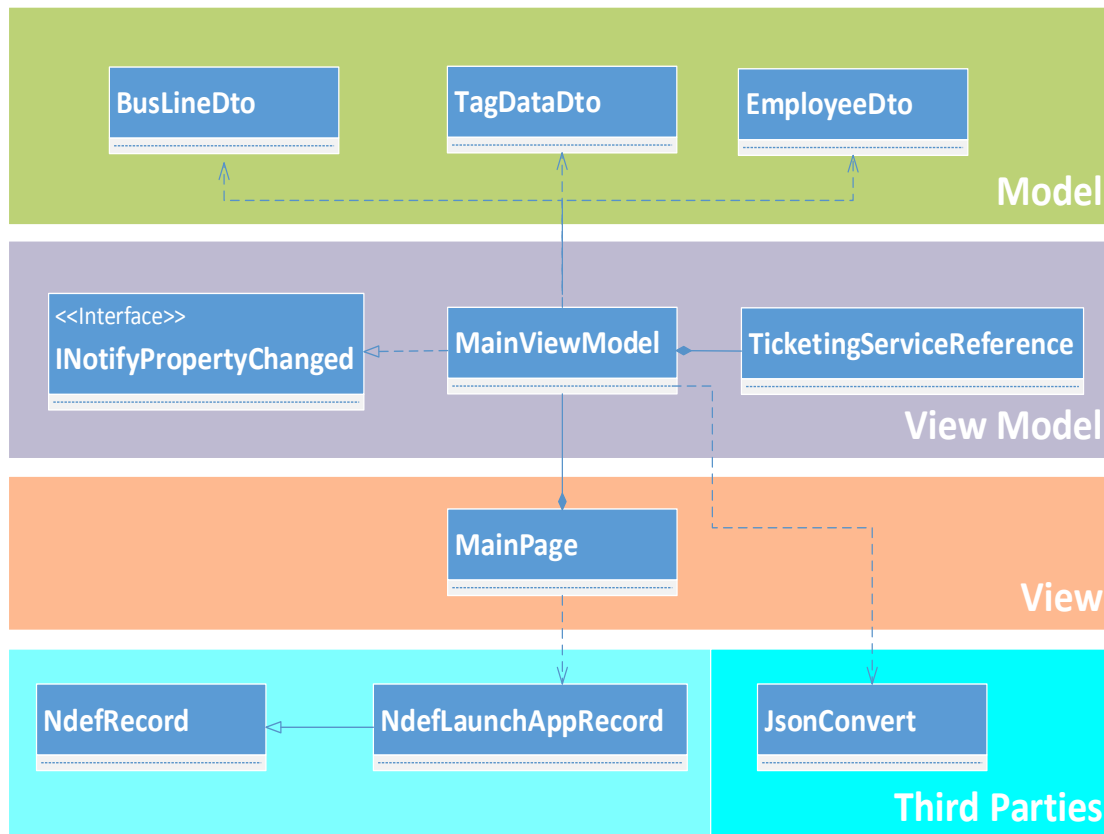 BusLineDto
TagDataDto
EmployeeDto
Model
<<Interface>>
INotifyPropertyChanged
MainViewModel
TicketingServiceReference
View Model
MainPage
View
NdefRecord
NdefLaunchAppRecord
JsonConvert
Third Parties